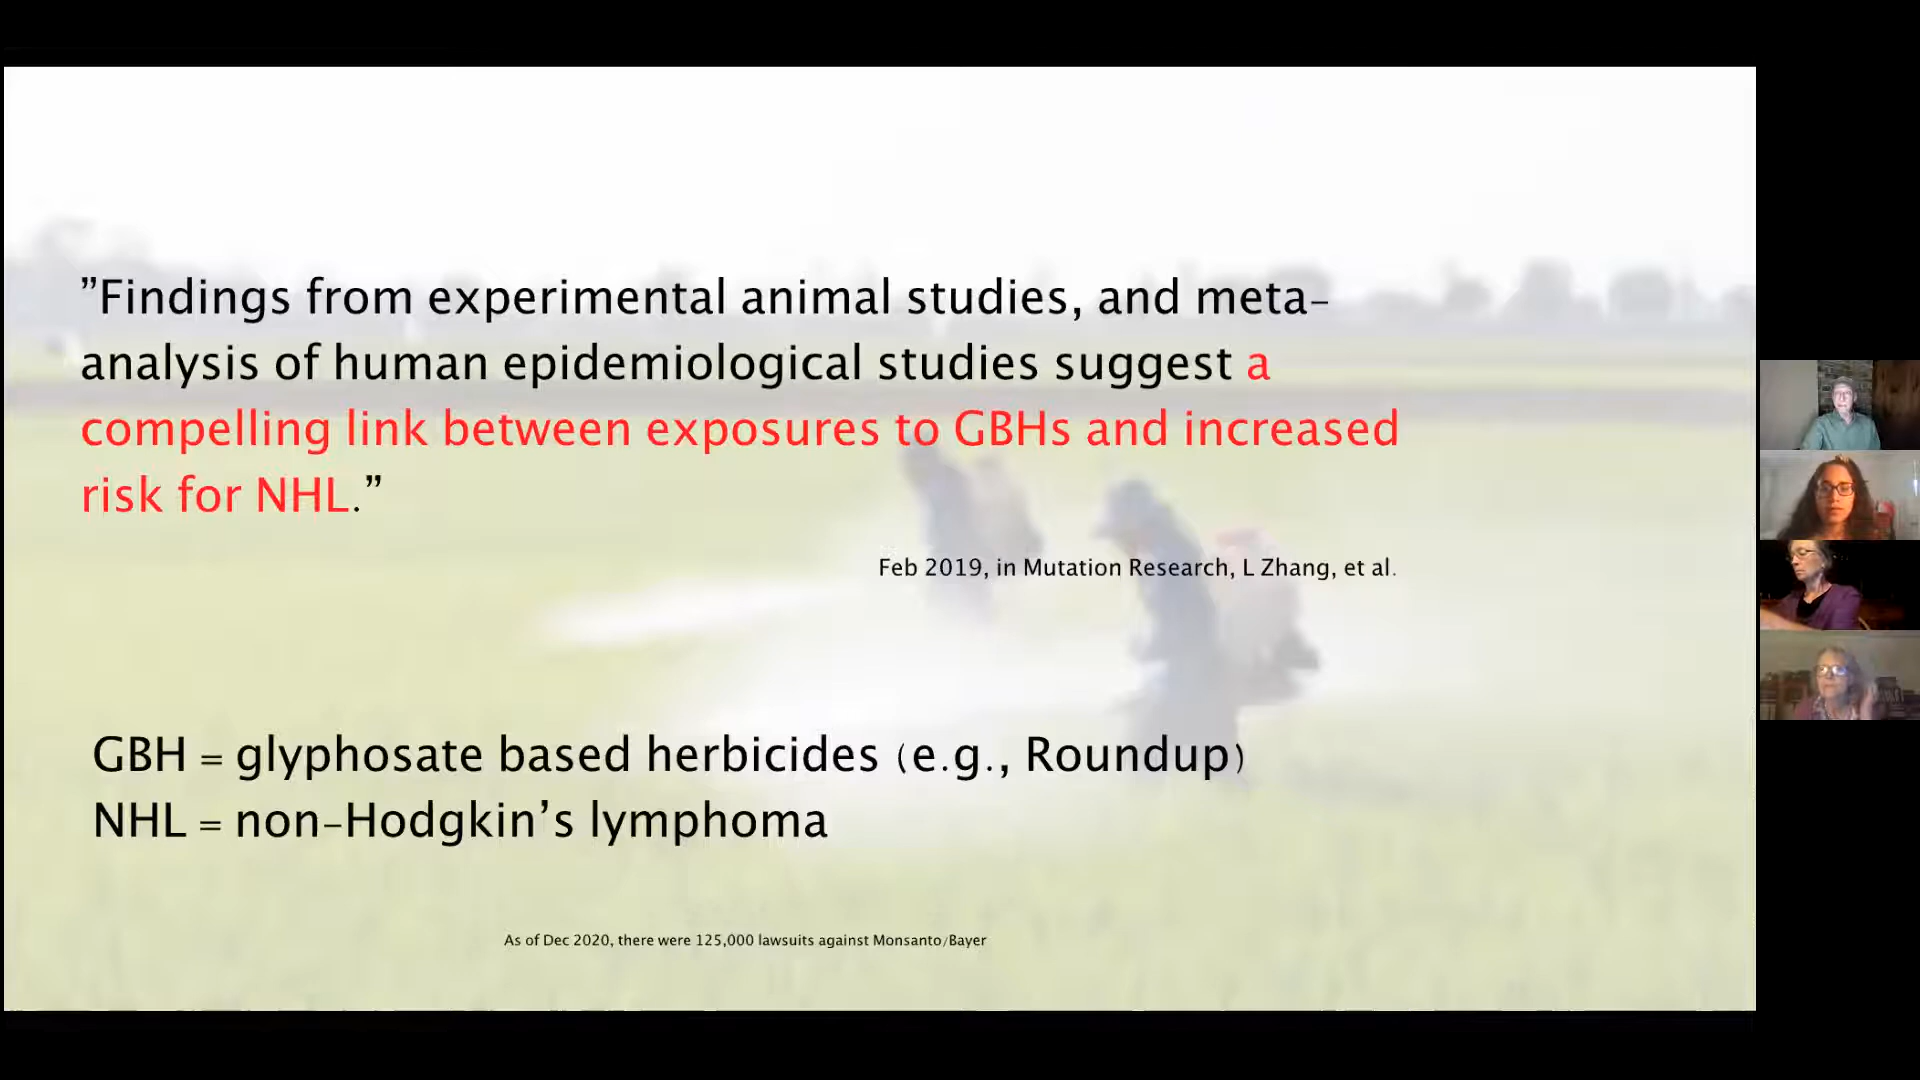 ”Findings from experimental animal studies, and meta-
analysis of human epidemiological studies suggest a
compelling link between exposures to GBHs and increased
risk for NHL.”
Feb 2019, in Mutation Research, L Zhang, et al.
GBH = glyphosate based herbicides (e.g., Roundup)
NHL = non-Hodgkin’s lymphoma
As of Dec 2020, there were 125,000 lawsuits against Monsanto/Bayer